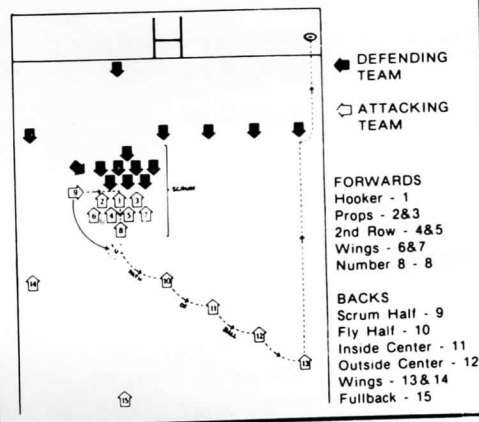 DEFENDING
TEAM
ATTACKING
TEAM
SCRUM
9
2 1 3
6 4 5 7
8
PATH
OF
BALL
14
10
11
12
13
15
FORWARDS
Hooker - 1
Props - 2&3
2nd Row - 4&5
Wings - 6&7
Number 8 - 8
BACKS
Scrum Half - 9
Fly Half - 10
Inside Center - 11
Outside Center - 12
Wings - 13&14
Fullback - 15